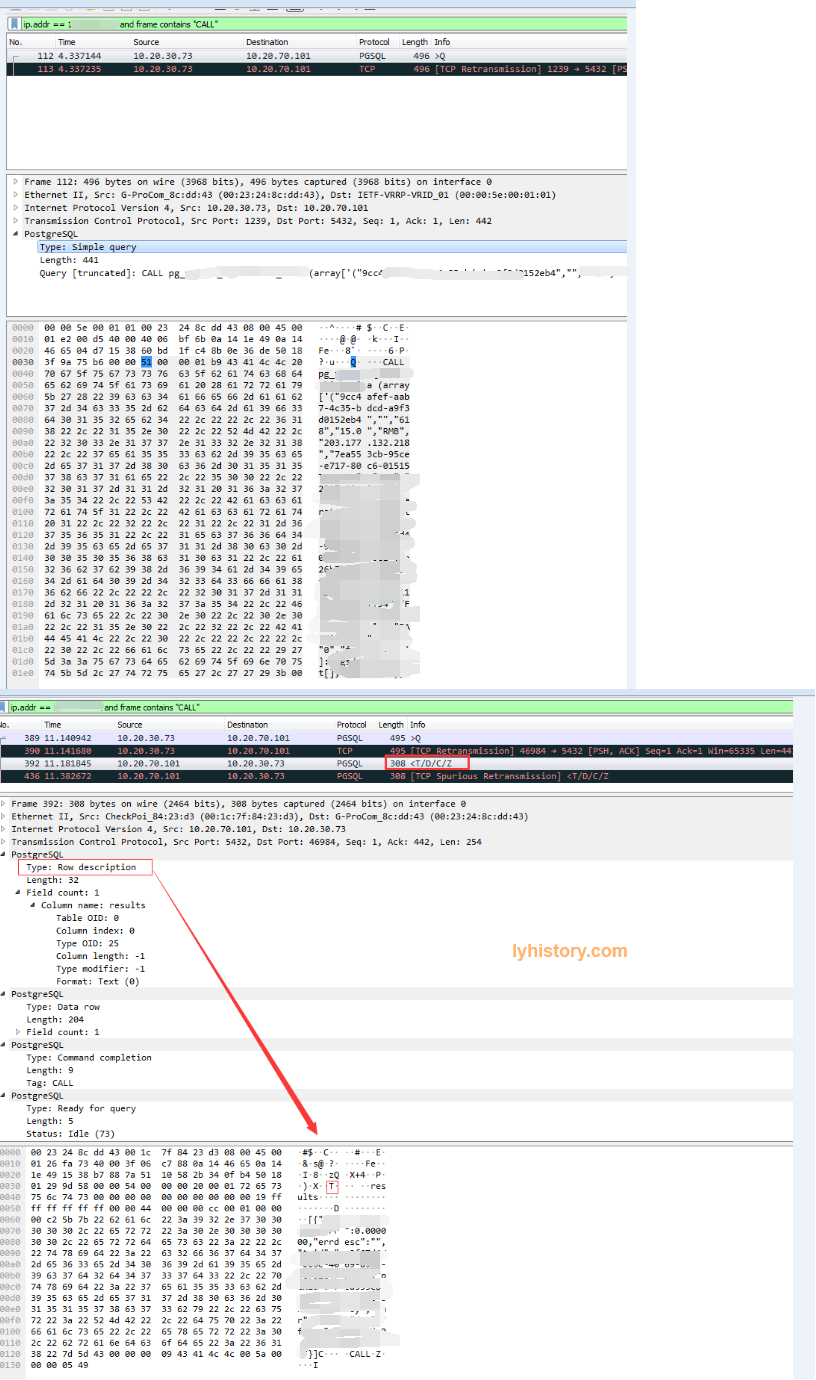 ip.addr == 1 and frame contains "CALL"
No. Time Source Destination Protocol Length Info
112 4.337144 10.20.30.73 10.20.70.101 PGSQL 496 >Q
113 4.337235 10.20.30.73 10.20.70.101 TCP 496 [TCP Retransmission] 1239 → 5432 [PS
Frame 112: 496 bytes on wire (3968 bits), 496 bytes captured (3968 bits) on interface 0
Ethernet II, Src: G-ProCom_8c:dd:43 (00:23:24:8c:dd:43), Dst: IETF-VRRP-VRID_01 (00:00:5e:00:01:01)
Internet Protocol Version 4, Src: 10.20.30.73, Dst: 10.20.70.101
Transmission Control Protocol, Src Port: 1239, Dst Port: 5432, Seq: 1, Ack: 1, Len: 442
PostgreSQL
Type: Simple query
Length: 441
Query [truncated]: CALL pg_ (array['("9cc4 152eb4","",
0000 00 00 5e 00 01 01 00 23 24 8c dd 43 08 00 45 00 ··^····# $··C··E·
0010 01 e2 00 d5 40 00 40 06 bf 6b 0a 14 1e 49 0a 14 ····@·@· ·k···I··
0020 46 65 04 d7 15 38 60 bd 1f c4 8b 0e 36 de 50 18 Fe···8`· ····6·P·
0030 3f 9a 75 b6 00 00 51 00 00 01 b9 43 41 4c 4c 20 ?·u···Q· ···CALL
0040 70 67 5f 75 67 73 73 76 63 5f 62 61 74 63 68 64 pg_
0050 65 62 69 74 5f 61 73 69 61 20 28 61 72 72 61 79 a (array
0060 5b 27 28 22 39 63 63 34 61 66 65 66 2d 61 61 62 ['("9cc4 afef-aab
0070 37 2d 34 63 33 35 2d 62 64 63 64 2d 61 39 66 33 7-4c35-b dcd-a9f3
0080 64 30 31 35 32 65 62 34 22 2c 22 22 2c 22 36 31 d0152eb4 ","","61
0090 38 22 2c 22 31 35 2e 30 22 2c 22 52 4d 42 22 2c 8","15.0 ","RMB",
00a0 22 32 30 33 2e 31 37 37 2e 31 33 32 2e 32 31 38 "203.177 .132.218
00b0 22 2c 22 37 65 61 35 35 33 63 62 2d 39 35 63 65 ","7ea55 3cb-95ce
00c0 2d 65 37 31 37 2d 38 30 63 36 2d 30 31 35 31 35 -e717-80 c6-01515
00d0 37 38 63 37 31 61 65 22 2c 22 35 30 30 22 2c 22
00e0 32 30 31 37 2d 31 31 2d 32 31 20 31 36 3a 32 37
00f0 3a 35 34 22 2c 22 53 42 22 2c 22 42 61 63 63 61
0100 72 61 74 5f 31 22 2c 22 42 61 63 63 61 72 61 74
0110 20 31 22 2c 22 32 22 2c 22 31 22 2c 22 31 2d 36
0120 37 35 36 35 31 22 2c 22 31 65 63 37 36 36 64 34
0130 2d 39 35 63 65 2d 65 37 31 31 2d 38 30 63 30 2d
0140 30 30 35 30 35 36 38 63 31 30 63 31 22 2c 22 61
0150 32 36 62 37 62 39 38 2d 36 39 34 61 2d 34 39 65
0160 34 2d 61 64 30 39 2d 34 32 33 64 33 66 66 61 38
0170 36 62 66 22 2c 22 22 2c 22 32 30 31 37 2d 31 31
0180 2d 32 31 20 31 36 3a 32 37 3a 35 34 22 2c 22 46
0190 61 6c 73 65 22 2c 22 30 2e 30 22 2c 22 30 2e 30
01a0 22 2c 22 31 35 2e 30 22 2c 22 32 22 2c 22 42 41
01b0 44 45 41 4c 22 2c 22 30 22 2c 22 22 2c 22 22 2c
01c0 22 30 22 2c 22 66 61 6c 73 65 22 2c 22 22 29 27
01d0 5d 3a 3a 75 67 73 64 65 62 69 74 5f 69 6e 70 75
01e0 74 5b 5d 2c 27 74 72 75 65 27 2c 27 27 29 3b 00
ip.addr == and frame contains "CALL"
No. Time Source Destination Protocol Length Info
389 11.140942 10.20.30.73 10.20.70.101 PGSQL 495 >Q
390 11.141680 10.20.30.73 10.20.70.101 TCP 495 [TCP Retransmission] 46984 → 5432 [PSH, ACK] Seq=1 Ack=1 Win=65335 Len=44
392 11.181845 10.20.70.101 10.20.30.73 PGSQL 308 <T/D/C/Z
436 11.382672 10.20.70.101 10.20.30.73 PGSQL 308 [TCP Spurious Retransmission] <T/D/C/Z
Frame 392: 308 bytes on wire (2464 bits), 308 bytes captured (2464 bits) on interface 0
Ethernet II, Src: CheckPoi_84:23:d3 (00:1c:7f:84:23:d3), Dst: G-ProCom_8c:dd:43 (00:23:24:8c:dd:43)
Internet Protocol Version 4, Src: 10.20.70.101, Dst: 10.20.30.73
Transmission Control Protocol, Src Port: 5432, Dst Port: 46984, Seq: 1, Ack: 442, Len: 254
PostgreSQL
Type: Row description
Length: 32
Field count: 1
Column name: results
Table OID: 0
Column index: 0
Type OID: 25
Column length: -1
Type modifier: -1
Format: Text (0)
lyhistory.com
PostgreSQL
Type: Data row
Length: 204
Field count: 1
PostgreSQL
Type: Command completion
Length: 9
Tag: CALL
PostgreSQL
Type: Ready for query
Length: 5
Status: Idle (73)
0000 00 23 24 8c dd 43 00 1c 7f 84 23 d3 08 00 45 00 ·#$··C·· ··#···E·
0010 01 26 fa 73 40 00 3f 06 c7 88 0a 14 46 65 0a 14 ·&·s@·?· ····Fe··
0020 1e 49 15 38 b7 88 7a 51 10 58 2b 34 0f b4 50 18 ·I·8··zQ ·X+4··P·
0030 01 29 9d 58 00 00 54 00 00 00 20 00 01 72 65 73 ·)·X··T· ·· ··res
0040 75 6c 74 73 00 00 00 00 00 00 00 00 00 00 19 ff ults···· ········
0050 ff ff ff ff ff 00 00 44 00 00 00 cc 00 01 00 00 ·······D ········
0060 00 c2 5b 7b 22 62 61 6c 22 3a 39 32 2e 37 30 30
0070 30 30 30 2c 22 65 72 72 22 3a 30 2e 30 30 30 30 :0.0000
0080 30 30 2c 22 65 72 72 64 65 73 63 22 3a 22 22 2c 00,"errd esc":"",
0090 22 74 78 69 64 22 3a 22 63 32 66 36 37 64 34 37
00a0 2d 65 36 33 65 2d 34 30 36 39 2d 61 39 35 65 2d
00b0 39 63 37 64 32 64 34 37 33 37 64 33 22 2c 22 70
00c0 74 78 69 64 22 3a 22 37 65 61 35 35 33 63 62 2d
00d0 39 35 63 65 2d 65 37 31 37 2d 38 30 63 36 2d 30
00e0 31 35 31 35 37 38 63 37 33 62 79 22 2c 22 63 75
00f0 72 22 3a 22 52 4d 42 22 2c 22 64 75 70 22 3a 22
0100 66 61 6c 73 65 22 2c 22 65 78 65 72 72 22 3a 30
0110 2c 22 62 72 61 6e 64 63 6f 64 65 22 3a 22 36 31
0120 38 22 7d 5d 43 00 00 00 09 43 41 4c 4c 00 5a 00 8"}]C··· ·CALL·Z·
0130 00 00 05 49 ···I